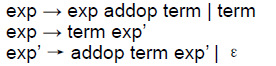 exp → exp addop term | term
exp → term exp’
exp’ → addop term exp’ | ε